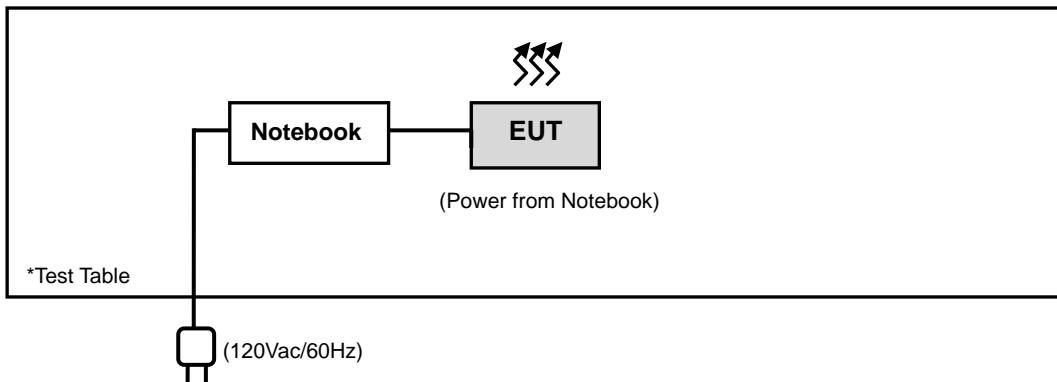 Notebook
EUT
(Power from Notebook)
*Test Table
(120Vac/60Hz)